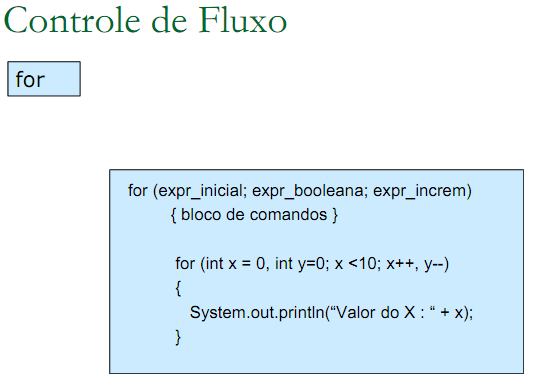 Controle de Fluxo
for
for (expr_inicial; expr_booleana; expr_increm)
{ bloco de comandos }
for (int x = 0, int y=0; x <10; x++, y--)
{
System.out.println(“Valor do X : “ + x);
}